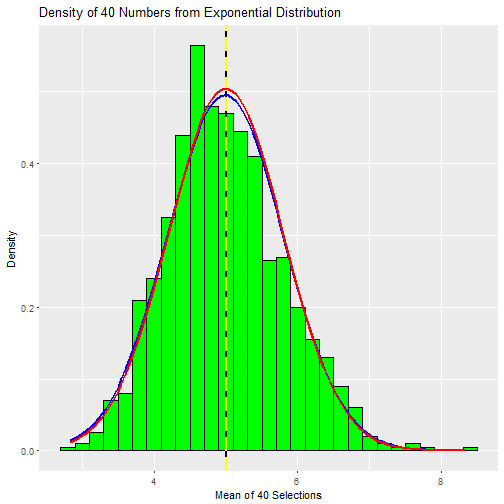 Density of 40 Numbers from Exponential Distribution
Density
0.4
0.2
0.0
4 6 8
Mean of 40 Selections